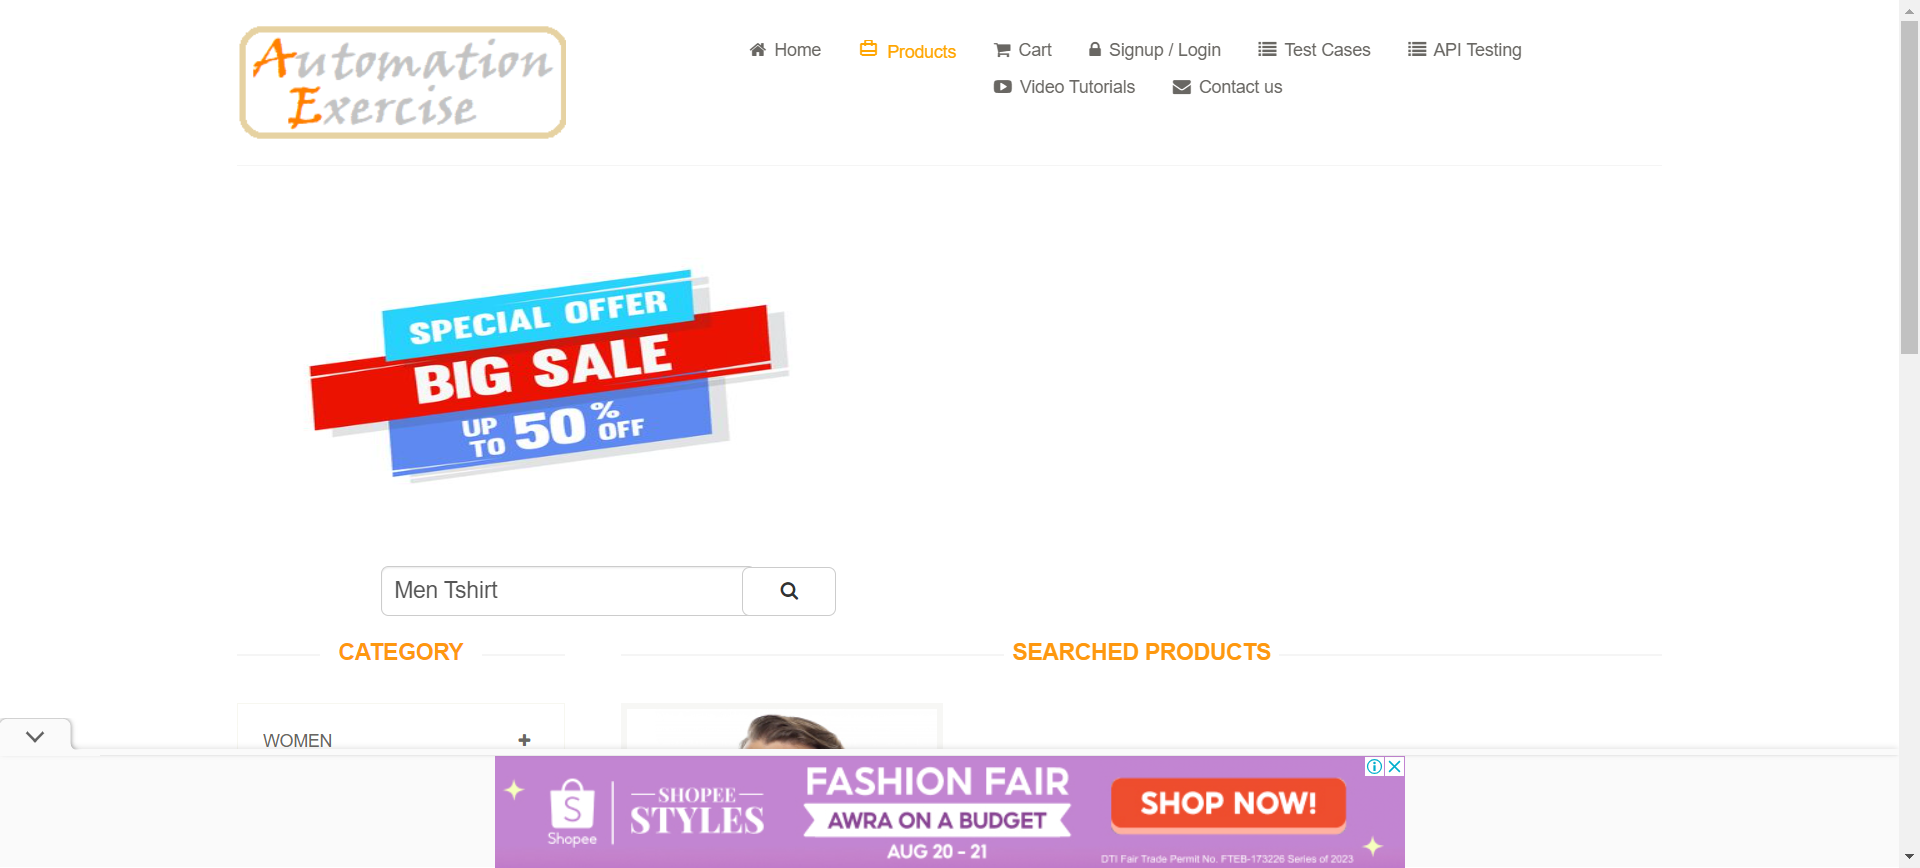 Automation
Exercise
Home
Products
Cart
Signup / Login
Test Cases
API Testing
Video Tutorials
Contact us
SPECIAL OFFER
BIG SALE
UP TO 50% OFF
Men Tshirt
CATEGORY
SEARCHED PRODUCTS
WOMEN
S
Shopee
SHOPEE
STYLES
FASHION FAIR
AWRA ON A BUDGET
AUG 20 - 21
SHOP NOW!
DTI Fair Trade Permit No. FTEB-173226 Series of 2023